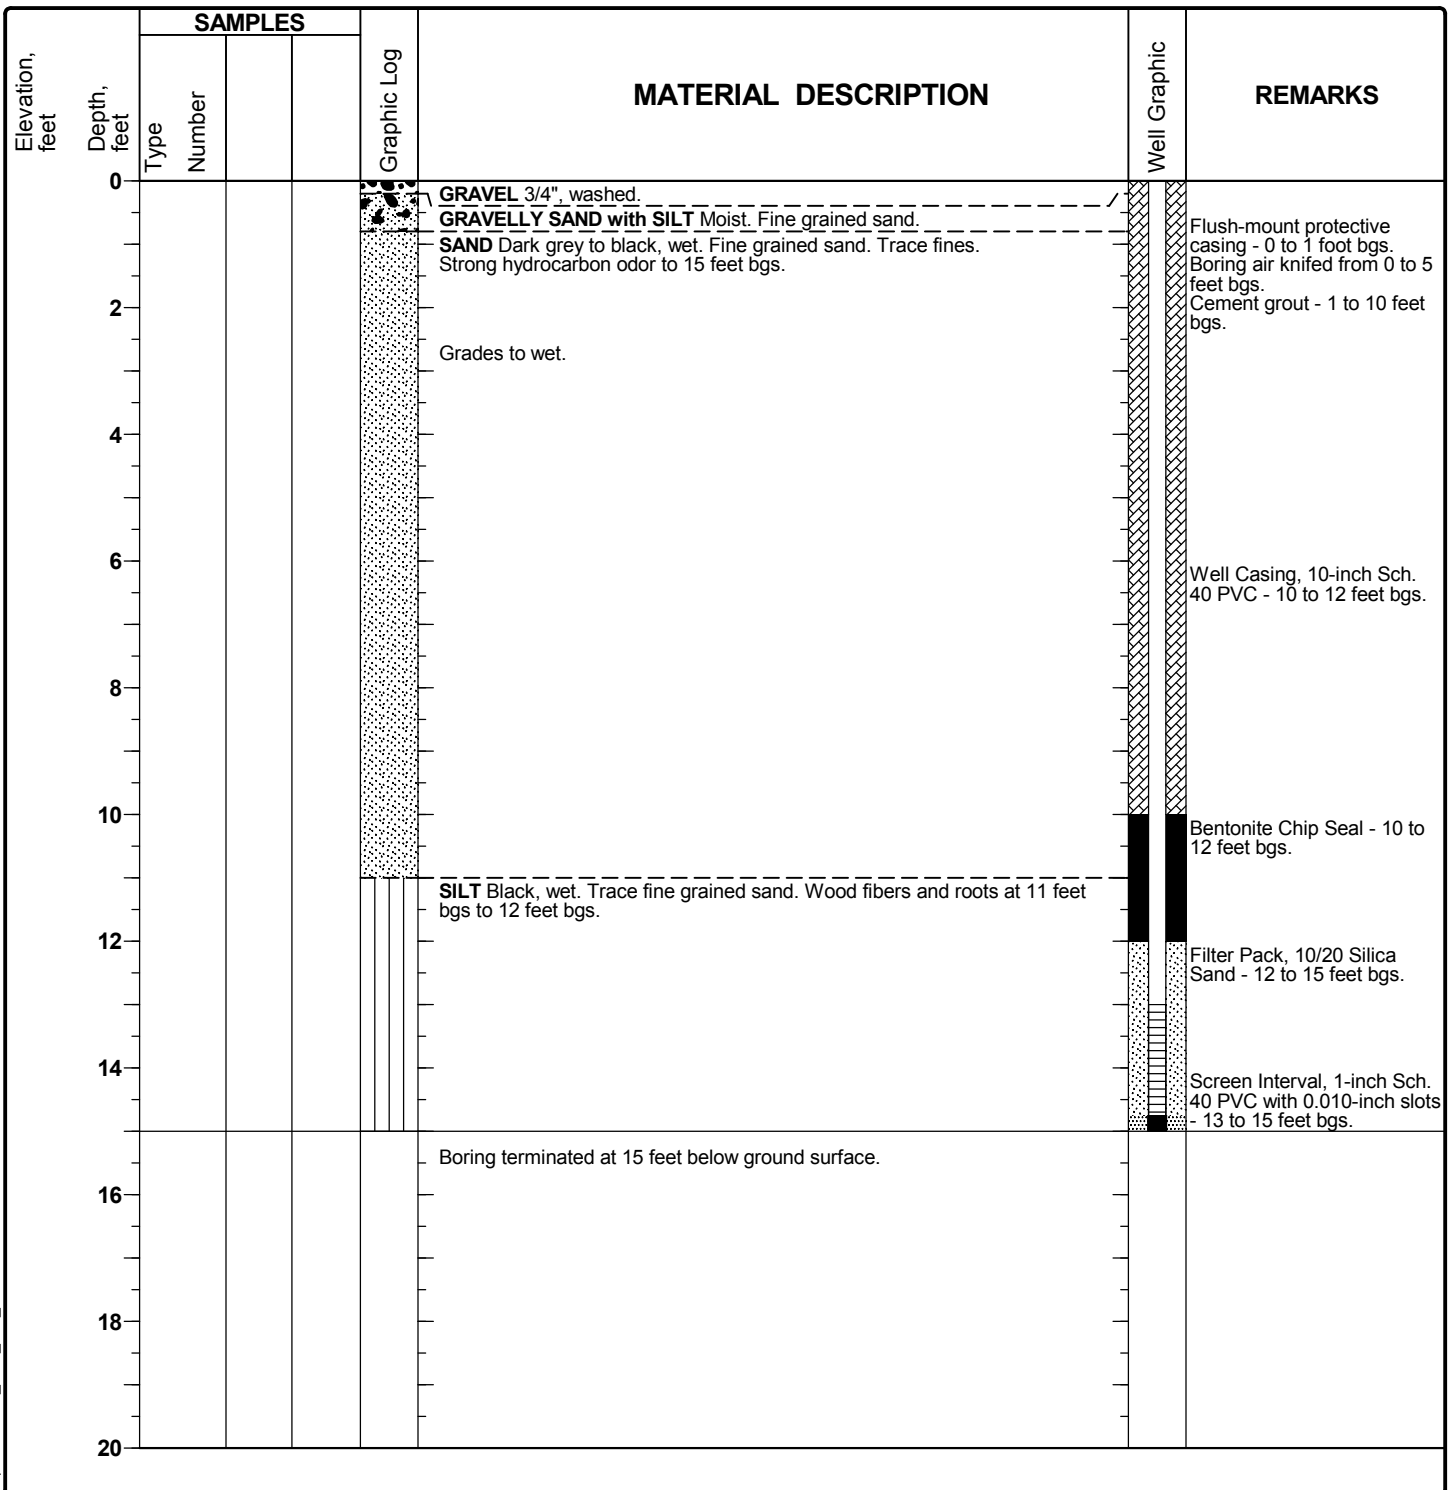 SAMPLES
Elevation,
feet
Depth,
feet
Type
Number
Graphic Log
MATERIAL DESCRIPTION
Well Graphic
REMARKS
0
GRAVEL 3/4", washed.
GRAVELLY SAND with SILT Moist. Fine grained sand.
SAND Dark grey to black, wet. Fine grained sand. Trace fines.
Strong hydrocarbon odor to 15 feet bgs.
Flush-mount protective
casing - 0 to 1 foot bgs.
Boring air knifed from 0 to 5
feet bgs.
Cement grout - 1 to 10 feet
bgs.
2
Grades to wet.
4
6
Well Casing, 10-inch Sch.
40 PVC - 10 to 12 feet bgs.
8
10
Bentonite Chip Seal - 10 to
12 feet bgs.
SILT Black, wet. Trace fine grained sand. Wood fibers and roots at 11 feet
bgs to 12 feet bgs.
12
Filter Pack, 10/20 Silica
Sand - 12 to 15 feet bgs.
14
Screen Interval, 1-inch Sch.
40 PVC with 0.010-inch slots
- 13 to 15 feet bgs.
Boring terminated at 15 feet below ground surface.
16
18
20